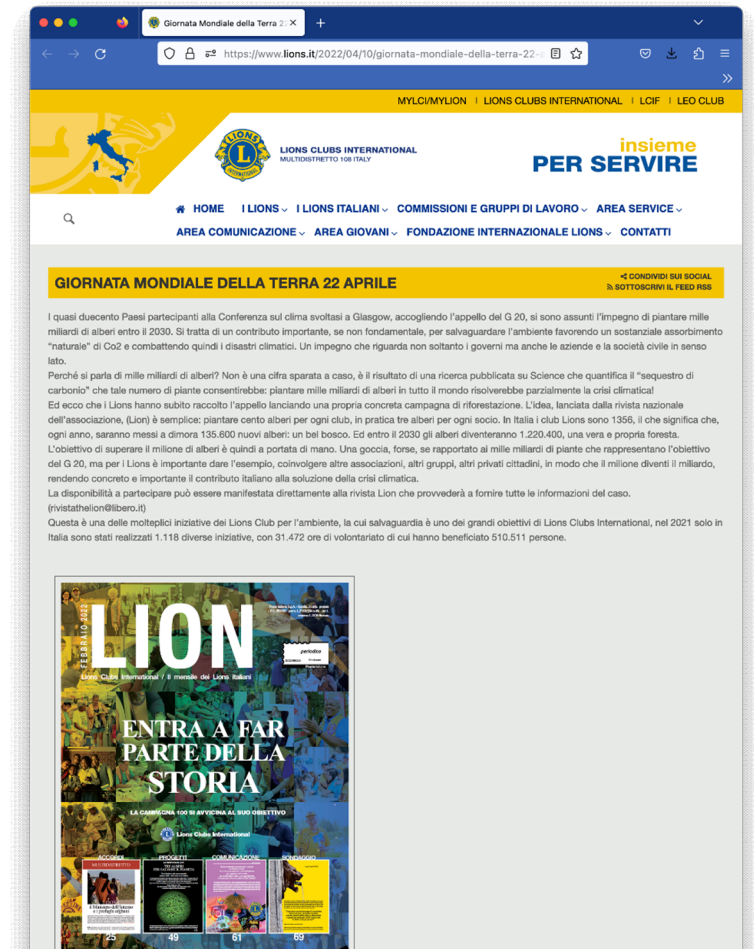 Giornata Mondiale della Terra 2
https://www.lions.it/2022/04/10/giornata-mondiale-della-terra-22-a
MYLCI/MYLION | LIONS CLUBS INTERNATIONAL | LCIF | LEO CLUB
LIONS
L
INTERNATIONAL
LIONS CLUBS INTERNATIONAL
MULTIDISTRETTO 108 ITALY
insieme
PER SERVIRE
HOME I LIONS I LIONS ITALIANI COMMISSIONI E GRUPPI DI LAVORO AREA SERVICE
AREA COMUNICAZIONE AREA GIOVANI FONDAZIONE INTERNAZIONALE LIONS CONTATTI
GIORNATA MONDIALE DELLA TERRA 22 APRILE
CONDIVIDI SUI SOCIAL
SOTTOSCRIVI IL FEED RSS
I quasi duecento Paesi partecipanti alla Conferenza sul clima svoltasi a Glasgow, accogliendo l'appello del G 20, si sono assunti l'impegno di piantare mille
miliardi di alberi entro il 2030. Si tratta di un contributo importante, se non fondamentale, per salvaguardare l'ambiente favorendo un sostanziale assorbimento
"naturale" di Co2 e combattendo quindi i disastri climatici. Un impegno che riguarda non soltanto i governi ma anche le aziende e la società civile in senso
lato.
Perché si parla di mille miliardi di alberi? Non è una cifra sparata a caso, è il risultato di una ricerca pubblicata su Science che quantifica il "sequestro di
carbonio" che tale numero di piante consentirebbe: piantare mille miliardi di alberi in tutto il mondo risolverebbe parzialmente la crisi climatica!
Ed ecco che i Lions hanno subito raccolto l'appello lanciando una propria concreta campagna di riforestazione. L'idea, lanciata dalla rivista nazionale
dell'associazione, (Lion) è semplice: piantare cento alberi per ogni club, in pratica tre alberi per ogni socio. In Italia i club Lions sono 1356, il che significa che,
ogni anno, saranno messi a dimora 135.600 nuovi alberi: un bel bosco. Ed entro il 2030 gli alberi diventeranno 1.220.400, una vera e propria foresta.
L'obiettivo di superare il milione di alberi è quindi a portata di mano. Una goccia, forse, se rapportato ai mille miliardi di piante che rappresentano l'obiettivo
del G 20, ma per i Lions è importante dare l'esempio, coinvolgere altre associazioni, altri gruppi, altri privati cittadini, in modo che il milione diventi il miliardo,
rendendo concreto e importante il contributo italiano alla soluzione della crisi climatica.
La disponibilità a partecipare può essere manifestata direttamente alla rivista Lion che provvederà a fornire tutte le informazioni del caso.
(rivistathelion@libero.it)
Questa è una delle molteplici iniziative dei Lions Club per l'ambiente, la cui salvaguardia è uno dei grandi obiettivi di Lions Clubs International, nel 2021 solo in
Italia sono stati realizzati 1.118 diverse iniziative, con 31.472 ore di volontariato di cui hanno beneficiato 510.511 persone.
FEBBRAIO 2022
LION
periodico
Lions Clubs International / Il mensile dei Lions italiani
ENTRA A FAR
PARTE DELLA
STORIA
LA CAMPAGNA 100 SI AVVICINA AL SUO OBIETTIVO
Lions Clubs International
ACCORDI PROGETTI COMUNICAZIONE SONDAGGIO
MULTIDISTRETTO
Il Ministero dell'Interno
e i profughi afghani
25 49 61 69